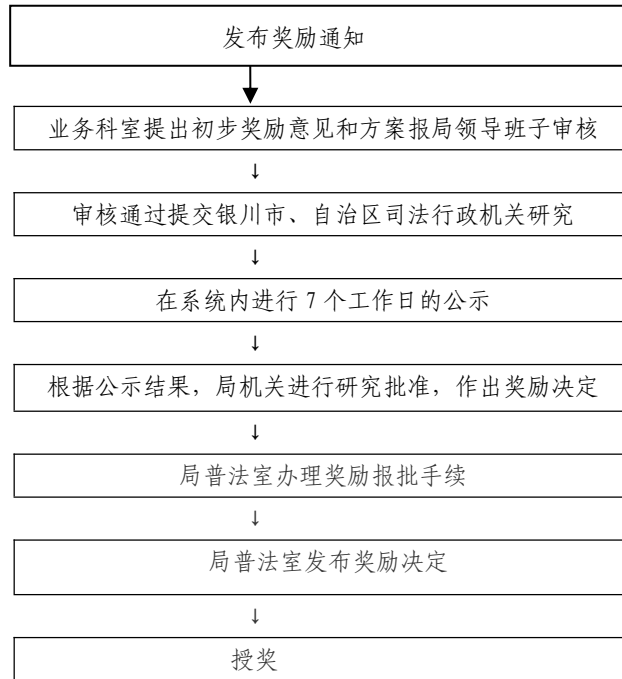 发布奖励通知
业务科室提出初步奖励意见和方案报局领导班子审核
↓
审核通过提交银川市、自治区司法行政机关研究
↓
在系统内进行 7 个工作日的公示
↓
根据公示结果，局机关进行研究批准，作出奖励决定
↓
局普法室办理奖励报批手续
↓
局普法室发布奖励决定
↓
授奖